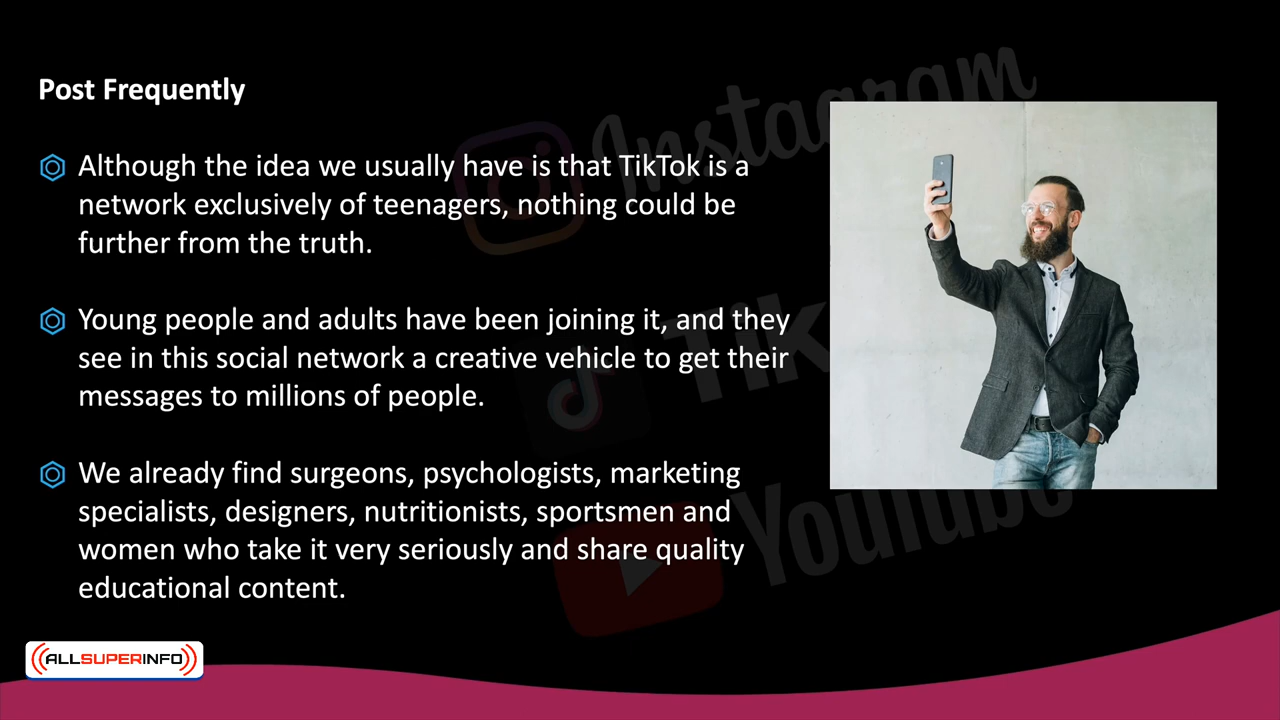 Post Frequently
Although the idea we usually have is that TikTok is a
network exclusively of teenagers, nothing could be
further from the truth.
Young people and adults have been joining it, and they
see in this social network a creative vehicle to get their
messages to millions of people.
We already find surgeons, psychologists, marketing
specialists, designers, nutritionists, sportsmen and
women who take it very seriously and share quality
educational content.
Instagram
Tik
Youtube
ALLSUPERINFO